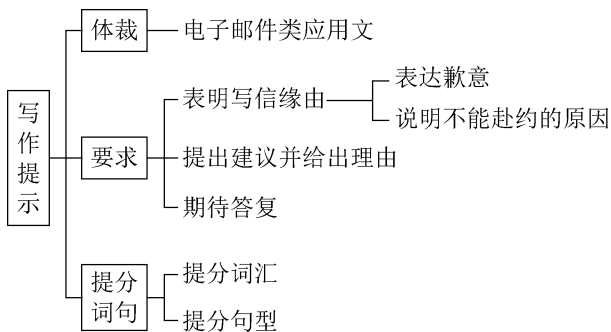 写作提示
体裁
电子邮件类应用文
要求
表明写信缘由
表达歉意
说明不能赴约的原因
提出建议并给出理由
期待答复
提分
词句
提分词汇
提分句型